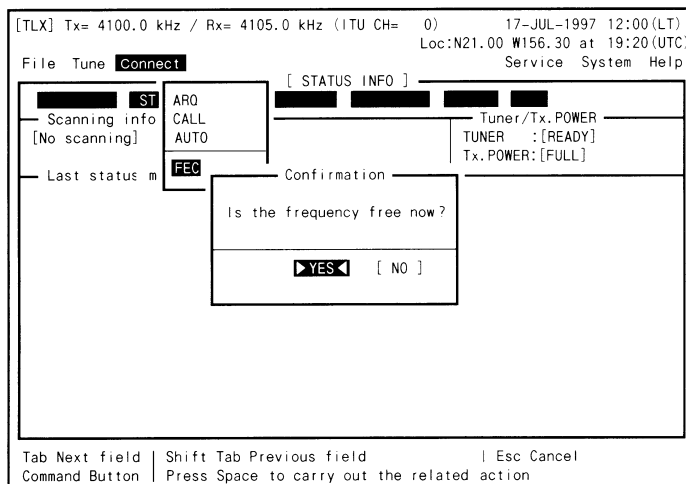 [TLX] Tx= 4100.0 kHz / Rx= 4105.0 kHz (ITU CH= 0) 17-JUL-1997 12:00(LT)
Loc:N21.00 W156.30 at 19:20(UTC)
File Tune Connect Service System Help
[ STATUS INFO ]
ST
ARQ
CALL
AUTO
FEC
Scanning info
[No scanning]
Tuner/Tx.POWER
TUNER :[READY]
Tx.POWER:[FULL]
Last status m
Confirmation
Is the frequency free now?
YES [ NO ]
Tab Next field | Shift Tab Previous field | Esc Cancel
Command Button | Press Space to carry out the related action